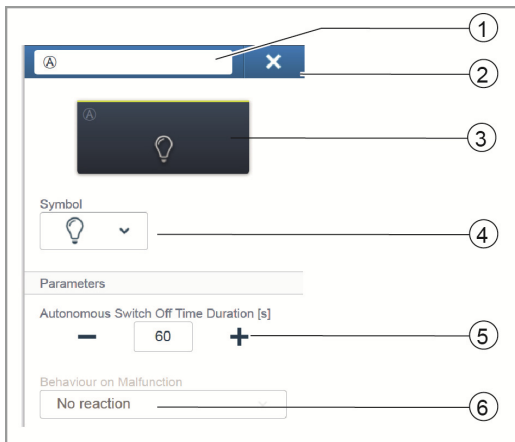 1
Ⓐ
2
Ⓐ
3
Symbol
4
Parameters
Autonomous Switch Off Time Duration [s]
60
5
Behaviour on Malfunction
No reaction
6